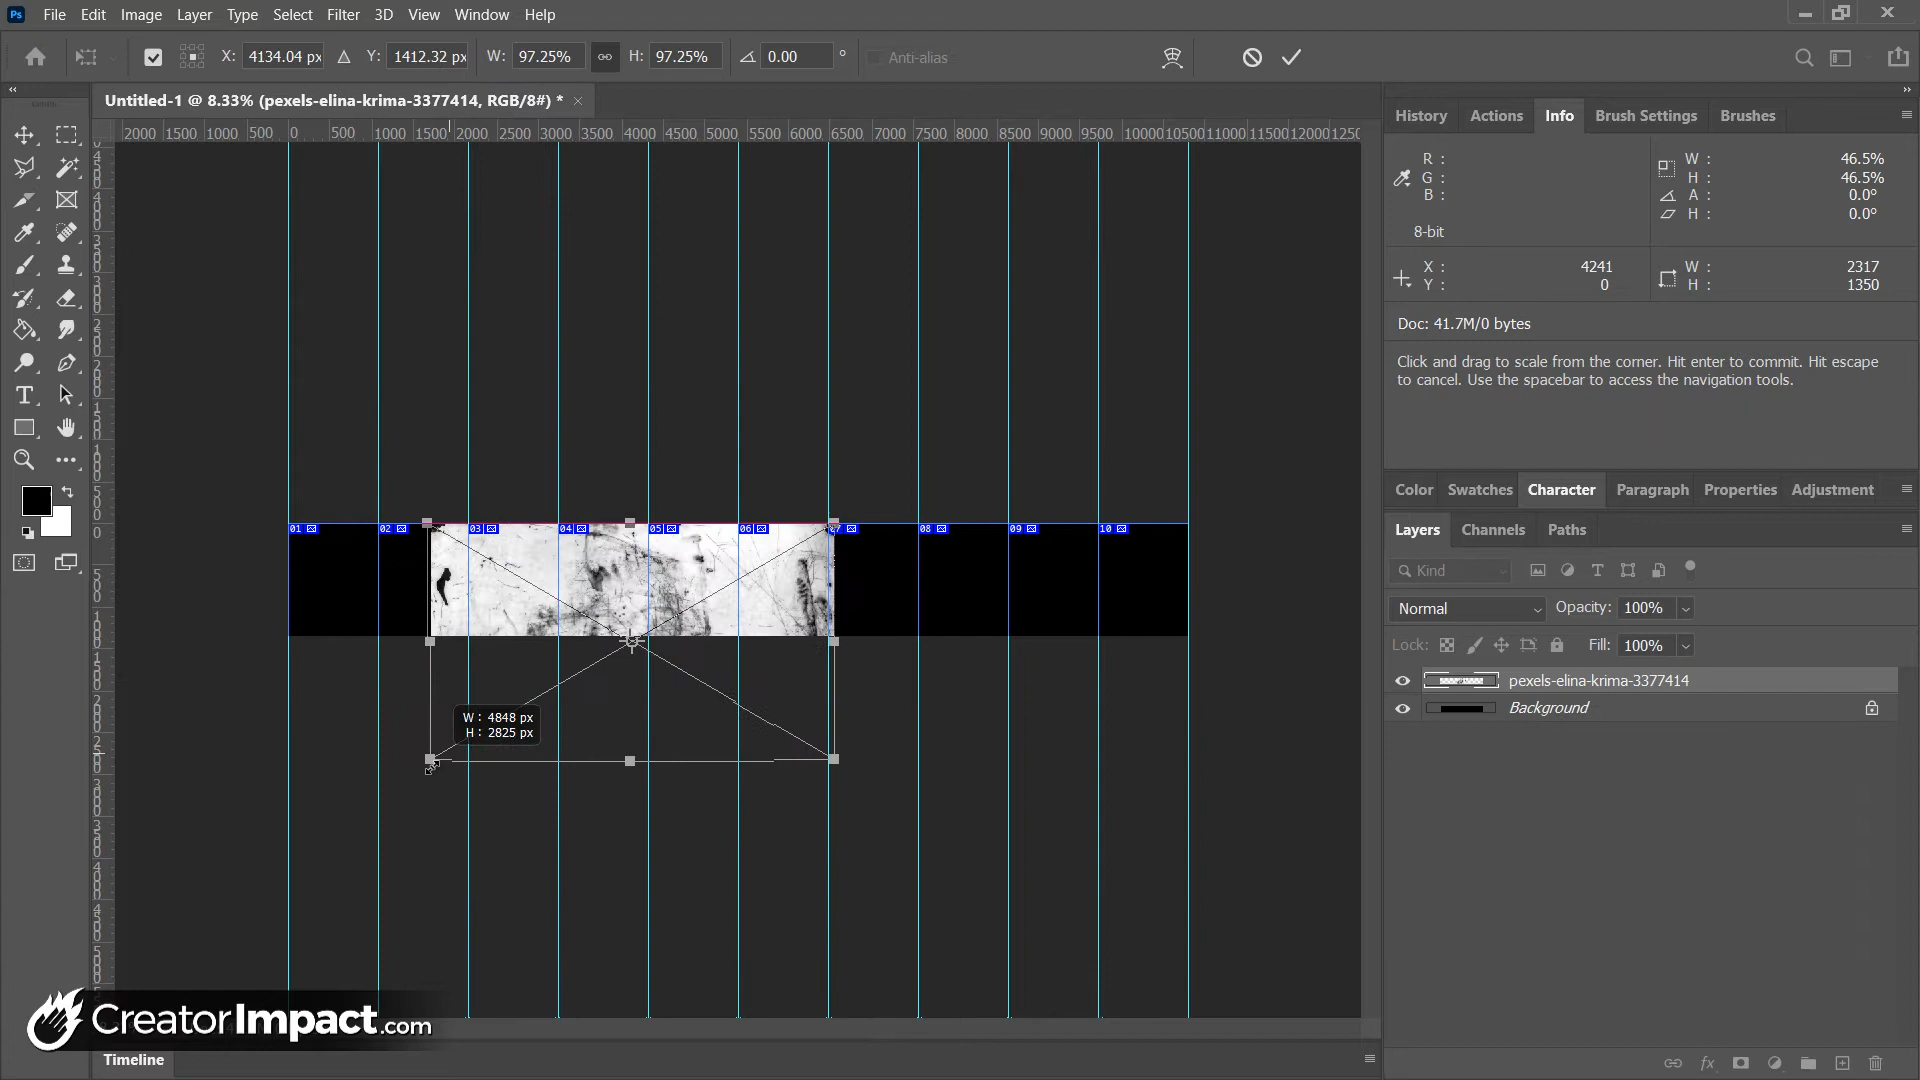 Ps File Edit Image Layer Type Select Filter 3D View Window Help
X: 4134.04 px Y: 1412.32 px W: 97.25% H: 97.25% 0.00 ° Anti-alias
Untitled-1 @ 8.33% (pexels-elina-krima-3377414, RGB/8#) * ×
2000 1500 1000 500 0 500 1000 1500 2000 2500 3000 3500 4000 4500 5000 5500 6000 6500 7000 7500 8000 8500 9000 9500 10000 10500 11000 11500 12000 1250
History Actions Info Brush Settings Brushes
R :
G :
B :
8-bit
W : 46.5%
H : 46.5%
A : 0.0°
H : 0.0°
X : 4241
Y : 0
W : 2317
H : 1350
Doc: 41.7M/0 bytes
Click and drag to scale from the corner. Hit enter to commit. Hit escape
to cancel. Use the spacebar to access the navigation tools.
Color Swatches Character Paragraph Properties Adjustment
Layers Channels Paths
Kind
Normal Opacity: 100%
Lock: Fill: 100%
pexels-elina-krima-3377414
Background
01 02 03 04 05 06 07 08 09 10
W : 4848 px
H : 2825 px
CreatorImpact.com
Timeline